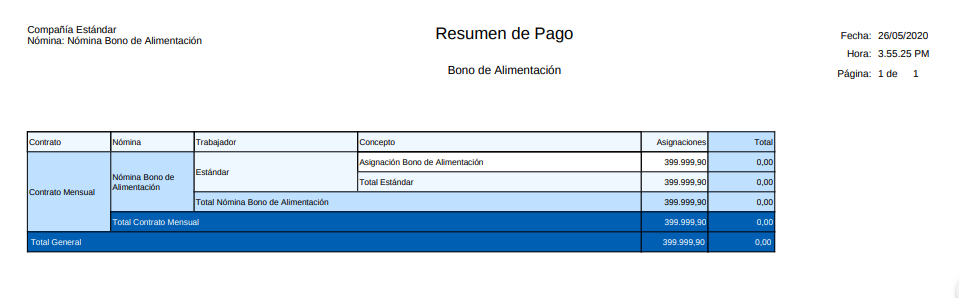 Compañía Estándar
Nómina: Nómina Bono de Alimentación
Resumen de Pago
Bono de Alimentación
Fecha: 26/05/2020
Hora: 3.55.25 PM
Página: 1 de 1
Contrato Nómina Trabajador Concepto Asignaciones Total
Contrato Mensual
Nómina Bono de
Alimentación
Estándar
Asignación Bono de Alimentación 399.999,90 0,00
Total Estándar 399.999,90 0,00
Total Nómina Bono de Alimentación 399.999,90 0,00
Total Contrato Mensual 399.999,90 0,00
Total General 399.999,90 0,00